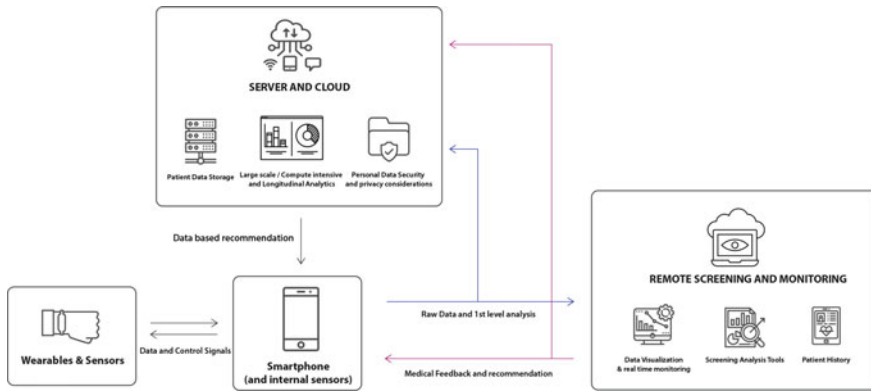 SERVER AND CLOUD
Patient Data Storage
Large scale / Compute intensive
and Longitudinal Analytics
Personal Data Security
and privacy considerations
Data based recommendation
REMOTE SCREENING AND MONITORING
Data Visualization
& real time monitoring
Screening Analysis Tools
Patient History
Wearables & Sensors
Data and Control Signals
Smartphone
(and internal sensors)
Raw Data and 1st level analysis
Medical Feedback and recommendation